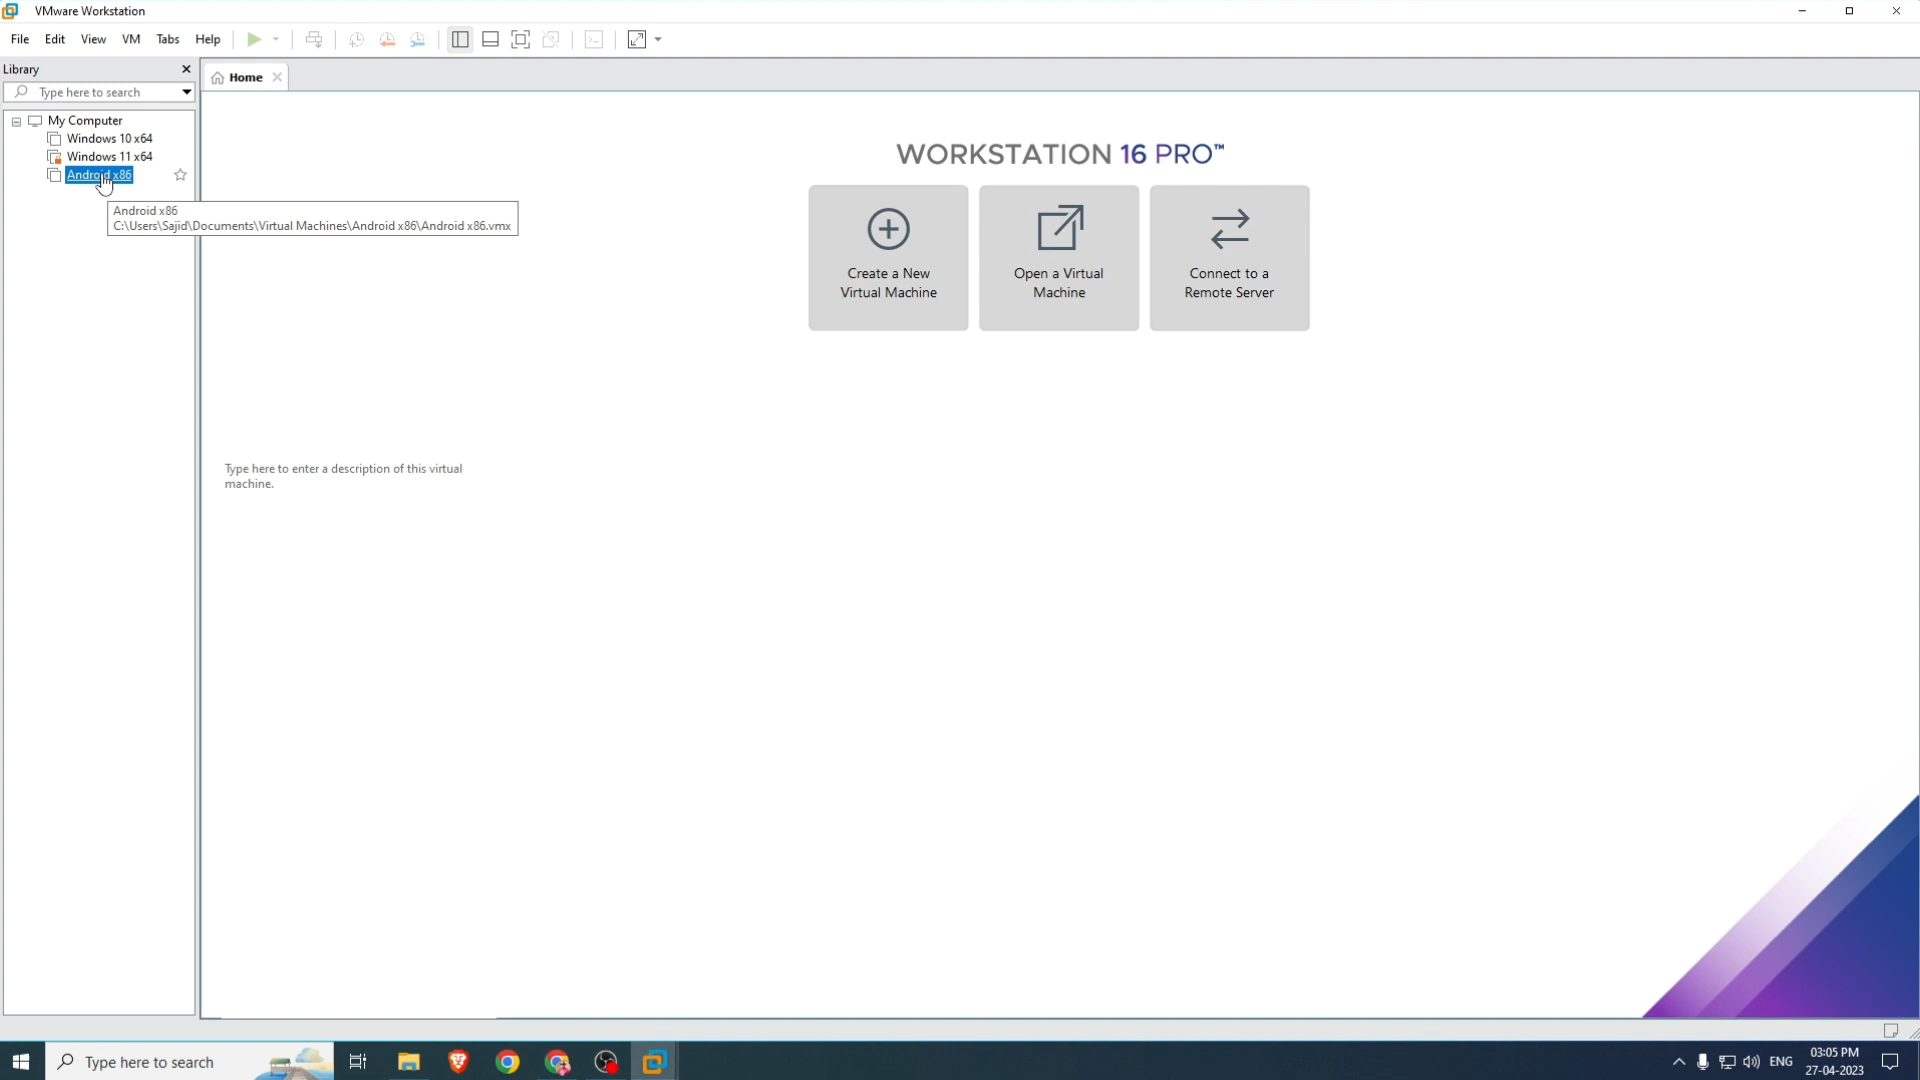 VMware Workstation
File Edit View VM Tabs Help
Library
Type here to search
Home
My Computer
Windows 10 x64
Windows 11 x64
Android x86
Android x86
C:\Users\Sajid\Documents\Virtual Machines\Android x86\Android x86.vmx
WORKSTATION 16 PRO™
Create a New
Virtual Machine
Open a Virtual
Machine
Connect to a
Remote Server
Type here to enter a description of this virtual
machine.
Type here to search
ENG
03:05 PM
27-04-2023